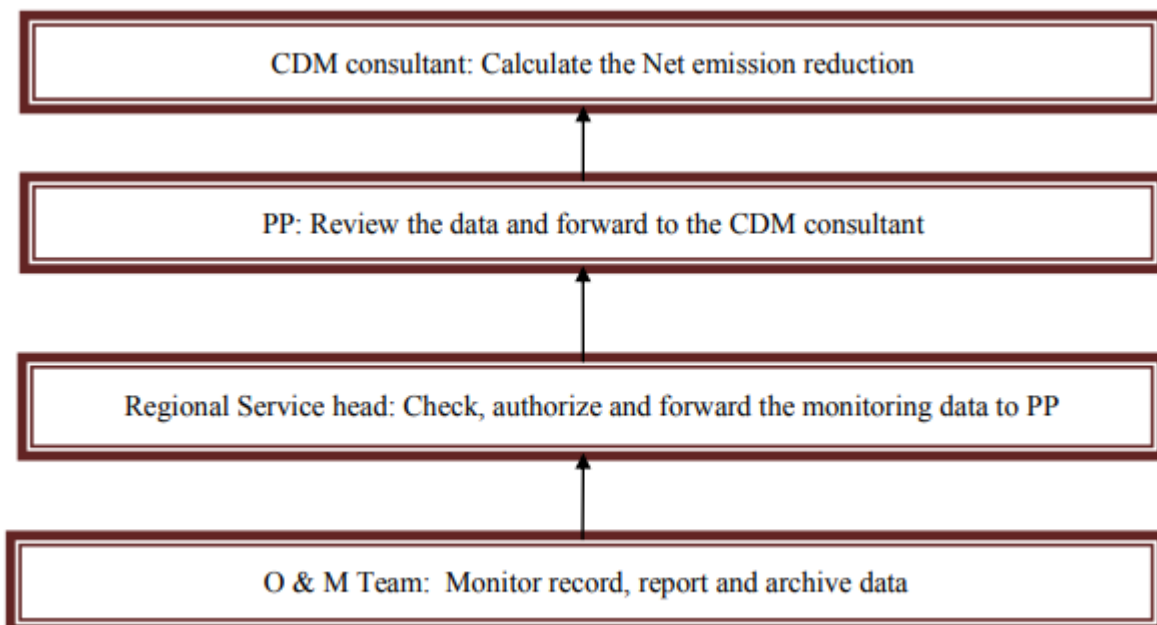 CDM consultant: Calculate the Net emission reduction
PP: Review the data and forward to the CDM consultant
Regional Service head: Check, authorize and forward the monitoring data to PP
O & M Team:  Monitor record, report and archive data